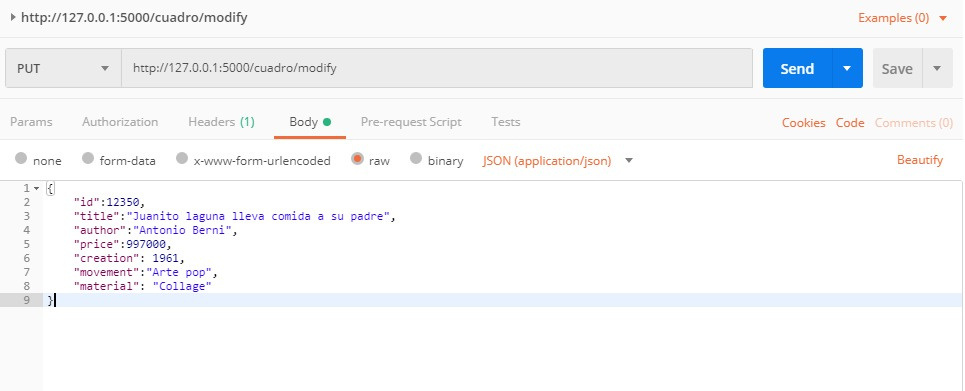 http://127.0.0.1:5000/cuadro/modify Examples (0)
PUT http://127.0.0.1:5000/cuadro/modify Send Save
Params Authorization Headers (1) Body Pre-request Script Tests Cookies Code Comments (0)
none form-data x-www-form-urlencoded raw binary JSON (application/json) Beautify
1 {
2 "id":12350,
3 "title":"Juanito laguna lleva comida a su padre",
4 "author":"Antonio Berni",
5 "price":997000,
6 "creation": 1961,
7 "movement":"Arte pop",
8 "material": "Collage"
9 }